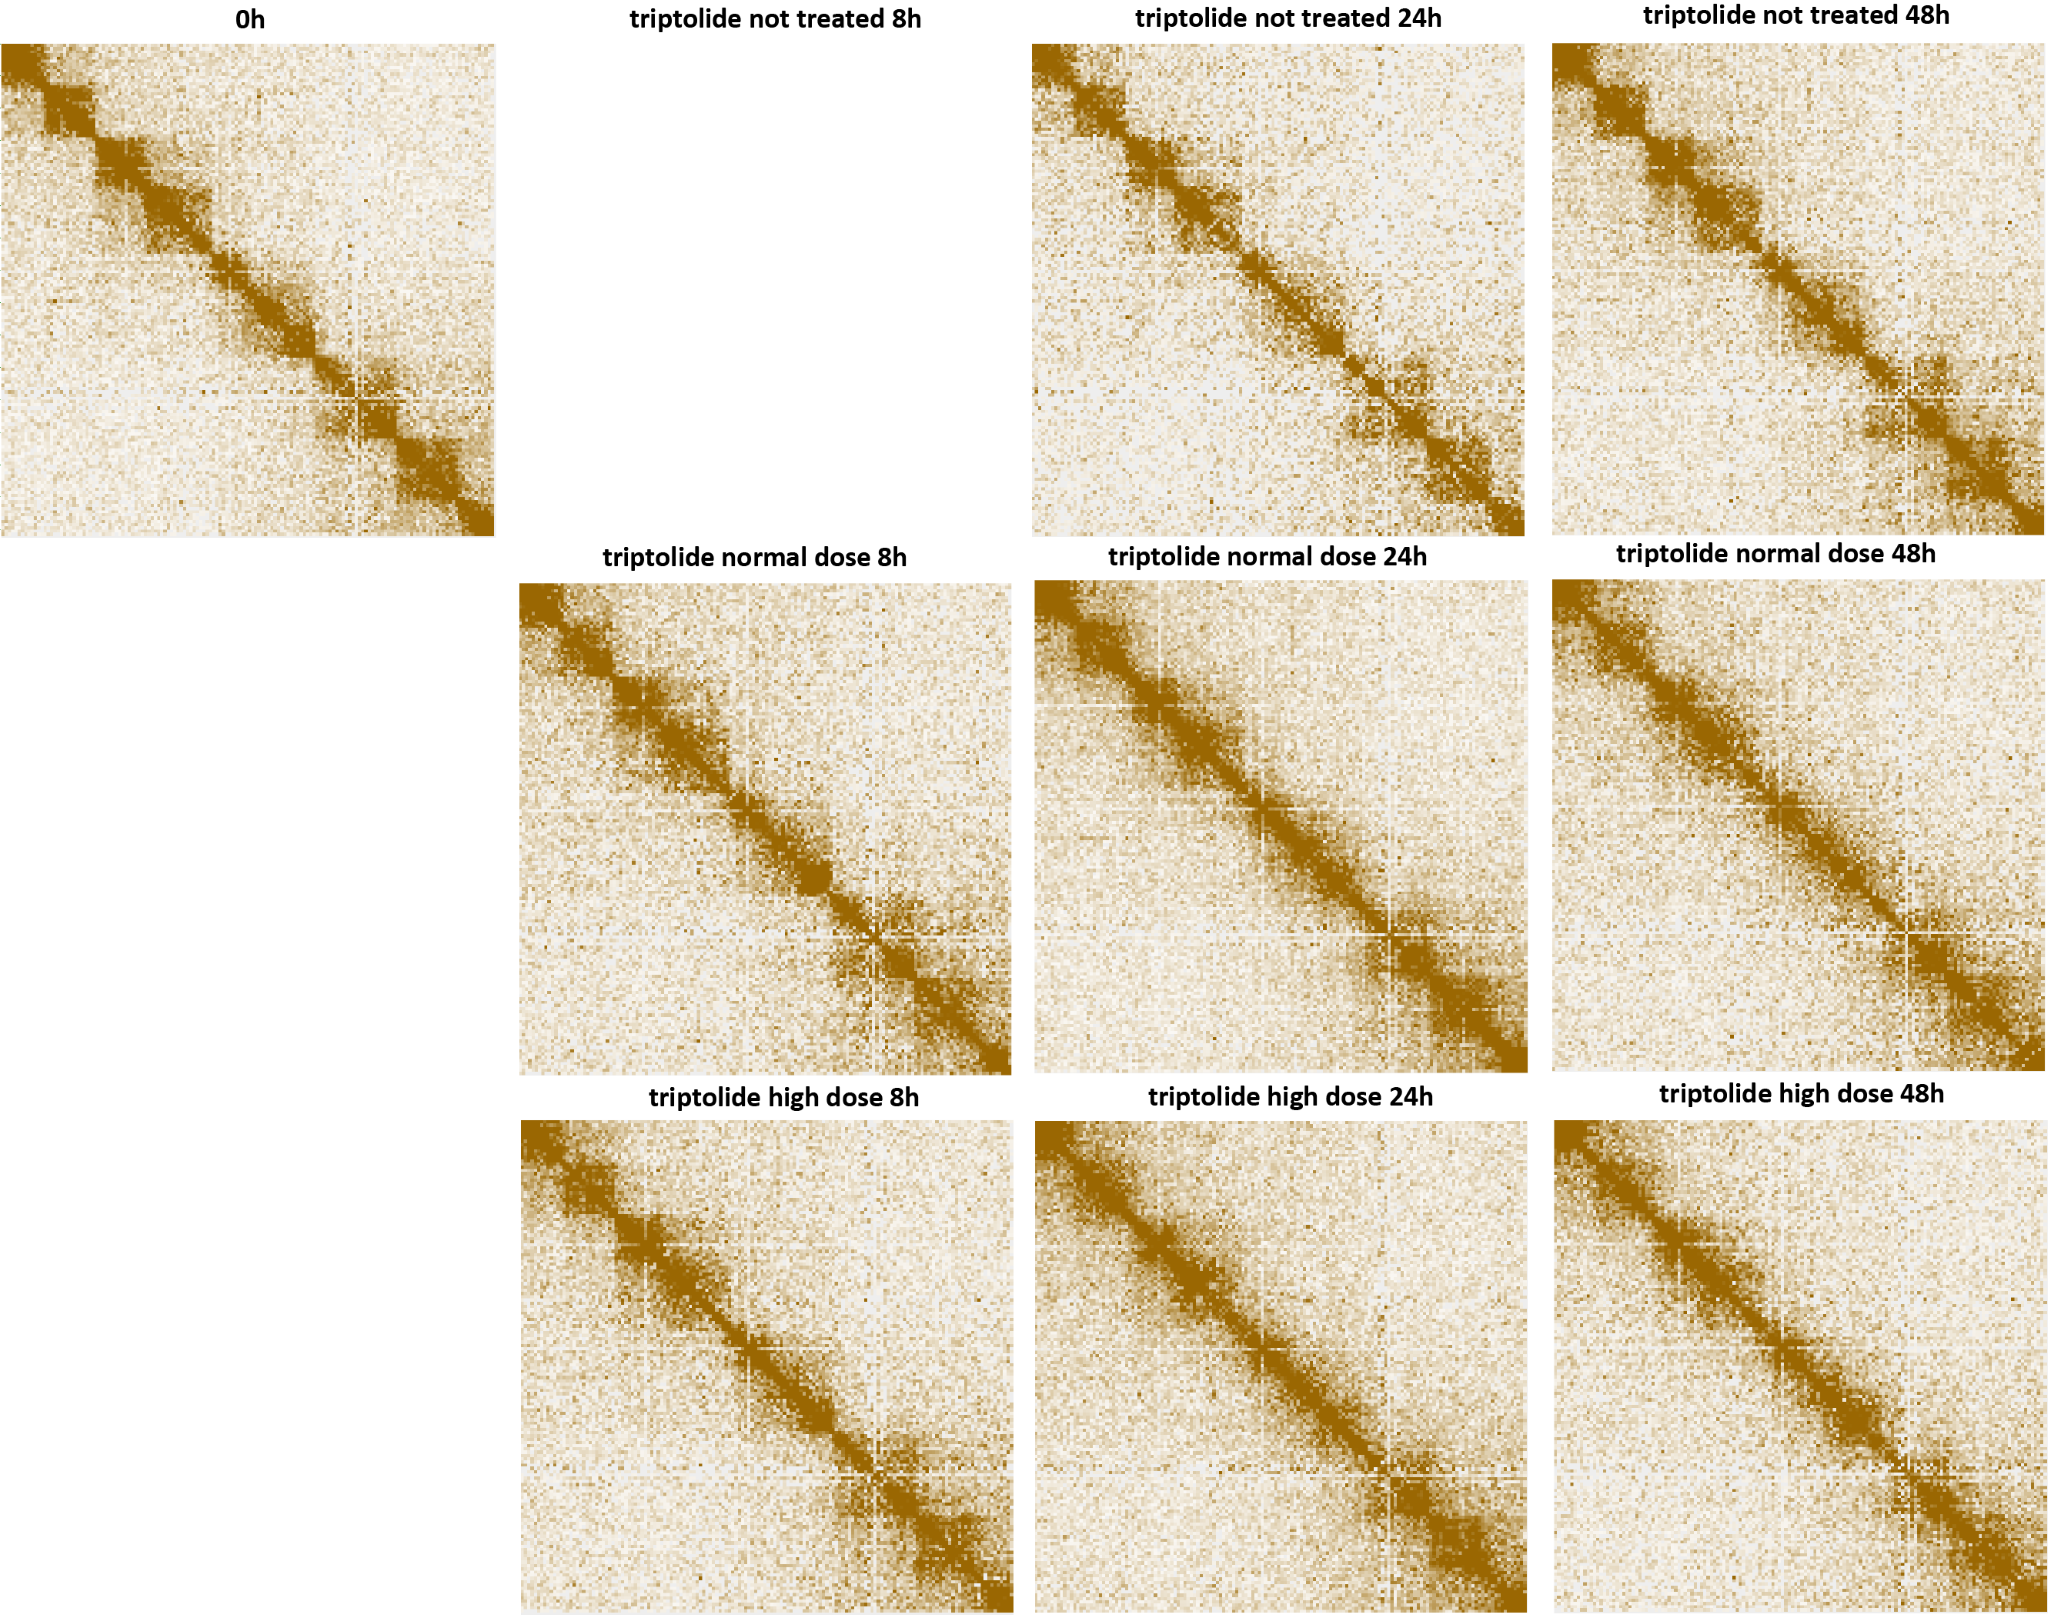 0h
triptolide not treated 8h
triptolide not treated 24h
triptolide not treated 48h
triptolide normal dose 8h
triptolide normal dose 24h
triptolide normal dose 48h
triptolide high dose 8h
triptolide high dose 24h
triptolide high dose 48h